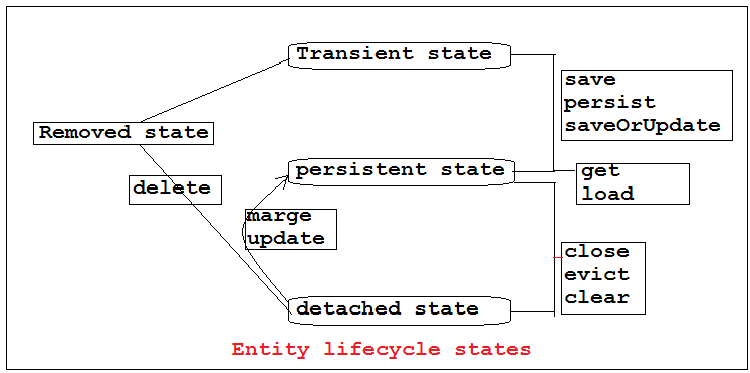 Transient state
save
persist
saveOrUpdate
Removed state
persistent state
get
load
delete
marge
update
close
evict
clear
detached state
Entity lifecycle states